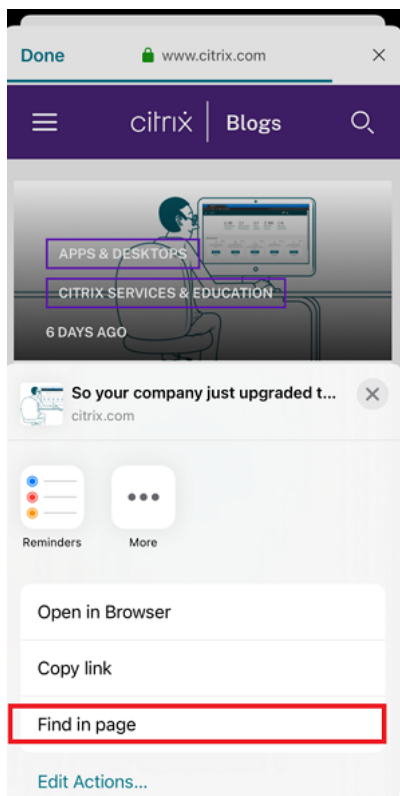 Done www.citrix.com
citrix Blogs
APPS & DESKTOPS
CITRIX SERVICES & EDUCATION
6 DAYS AGO
So your company just upgraded t...
citrix.com
Reminders More
Open in Browser
Copy link
Find in page
Edit Actions...